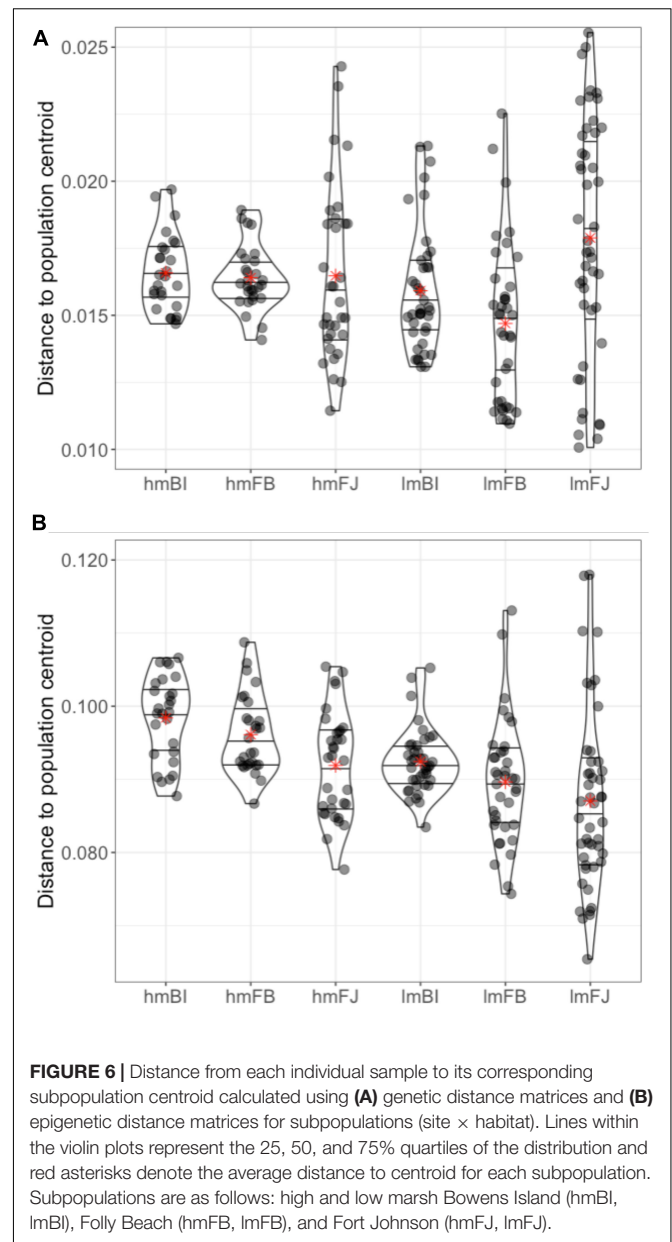 A
Distance to population centroid
0.025
0.020
0.015
0.010
hmBI hmFB hmFJ lmBI lmFB lmFJ
B
Distance to population centroid
0.120
0.100
0.080
hmBI hmFB hmFJ lmBI lmFB lmFJ
FIGURE 6 | Distance from each individual sample to its corresponding
subpopulation centroid calculated using (A) genetic distance matrices and (B)
epigenetic distance matrices for subpopulations (site × habitat). Lines within
the violin plots represent the 25, 50, and 75% quartiles of the distribution and
red asterisks denote the average distance to centroid for each subpopulation.
Subpopulations are as follows: high and low marsh Bowens Island (hmBI,
lmBI), Folly Beach (hmFB, lmFB), and Fort Johnson (hmFJ, lmFJ).